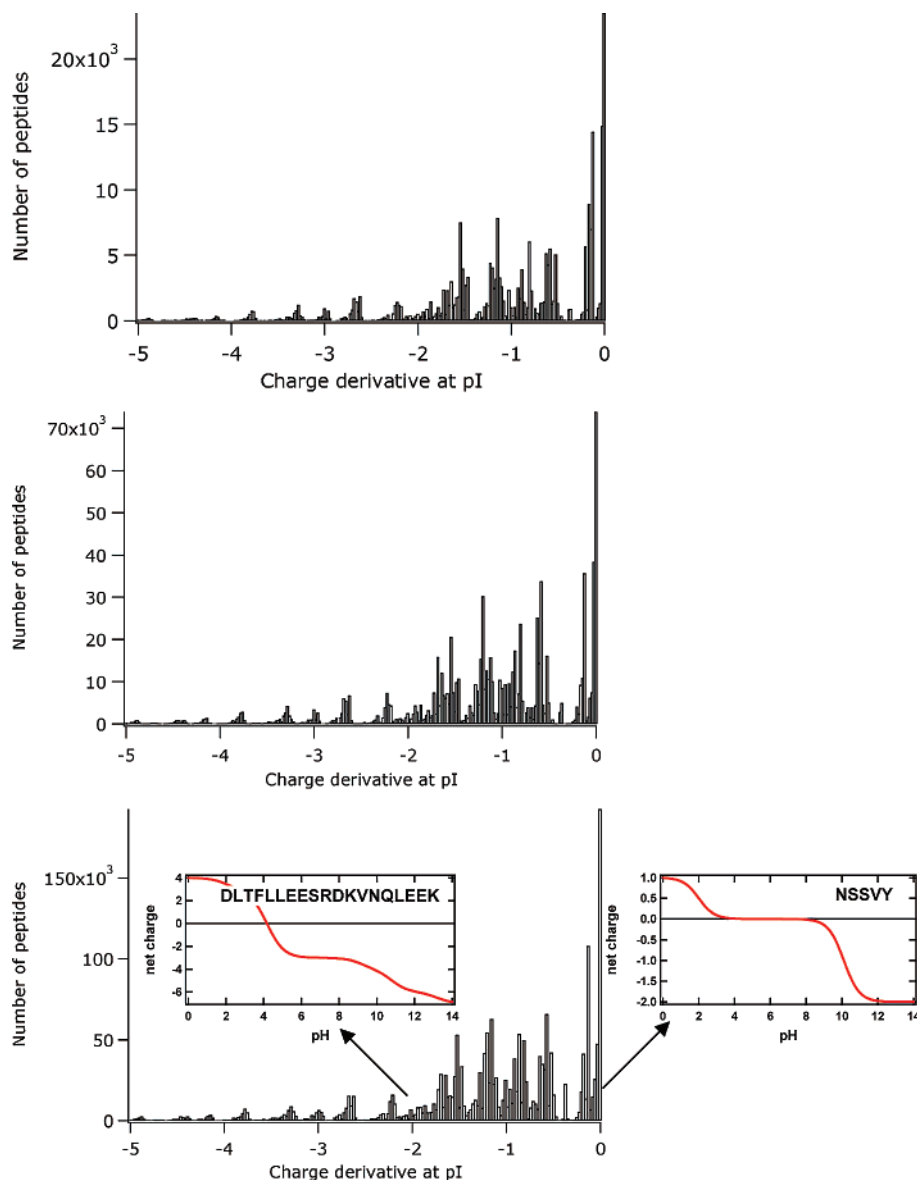 20x10³
15
10
5
0
Number of peptides
-5 -4 -3 -2 -1 0
Charge derivative at pI
70x10³
60
50
40
30
20
10
0
Number of peptides
-5 -4 -3 -2 -1 0
Charge derivative at pI
150x10³
100
50
0
Number of peptides
4
2
0
-2
-4
-6
net charge
DLTFLLEESRDKVNQLEEK
0 2 4 6 8 10 12 14
pH
1.0
0.5
0.0
-0.5
-1.0
-1.5
-2.0
net charge
NSSVY
0 2 4 6 8 10 12 14
pH
-5 -4 -3 -2 -1 0
Charge derivative at pI